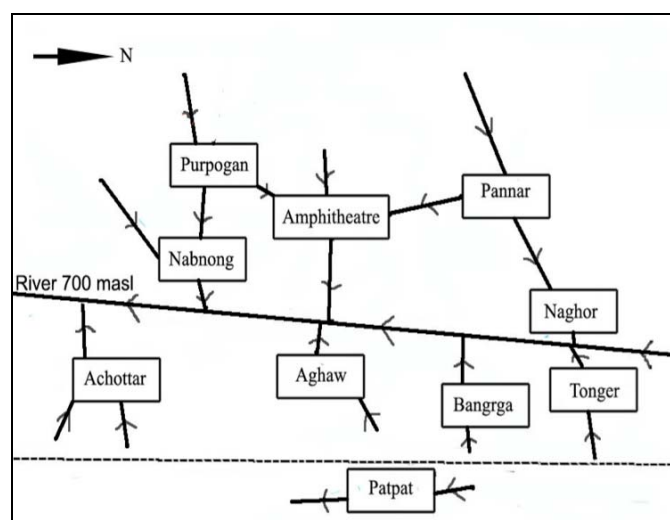 N
Purpogan
Pannar
Amphitheatre
Nabnong
River 700 masl
Naghor
Achottar
Aghaw
Bangrga
Tonger
Patpat